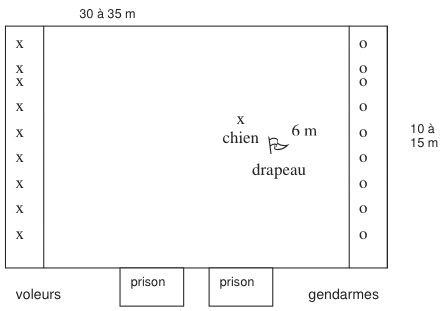 30 à 35 m
x o
x o
x o
x o
x
chien
6 m
10 à
15 m
x o
drapeau
x o
x o
x o
x o
prison prison
voleurs gendarmes